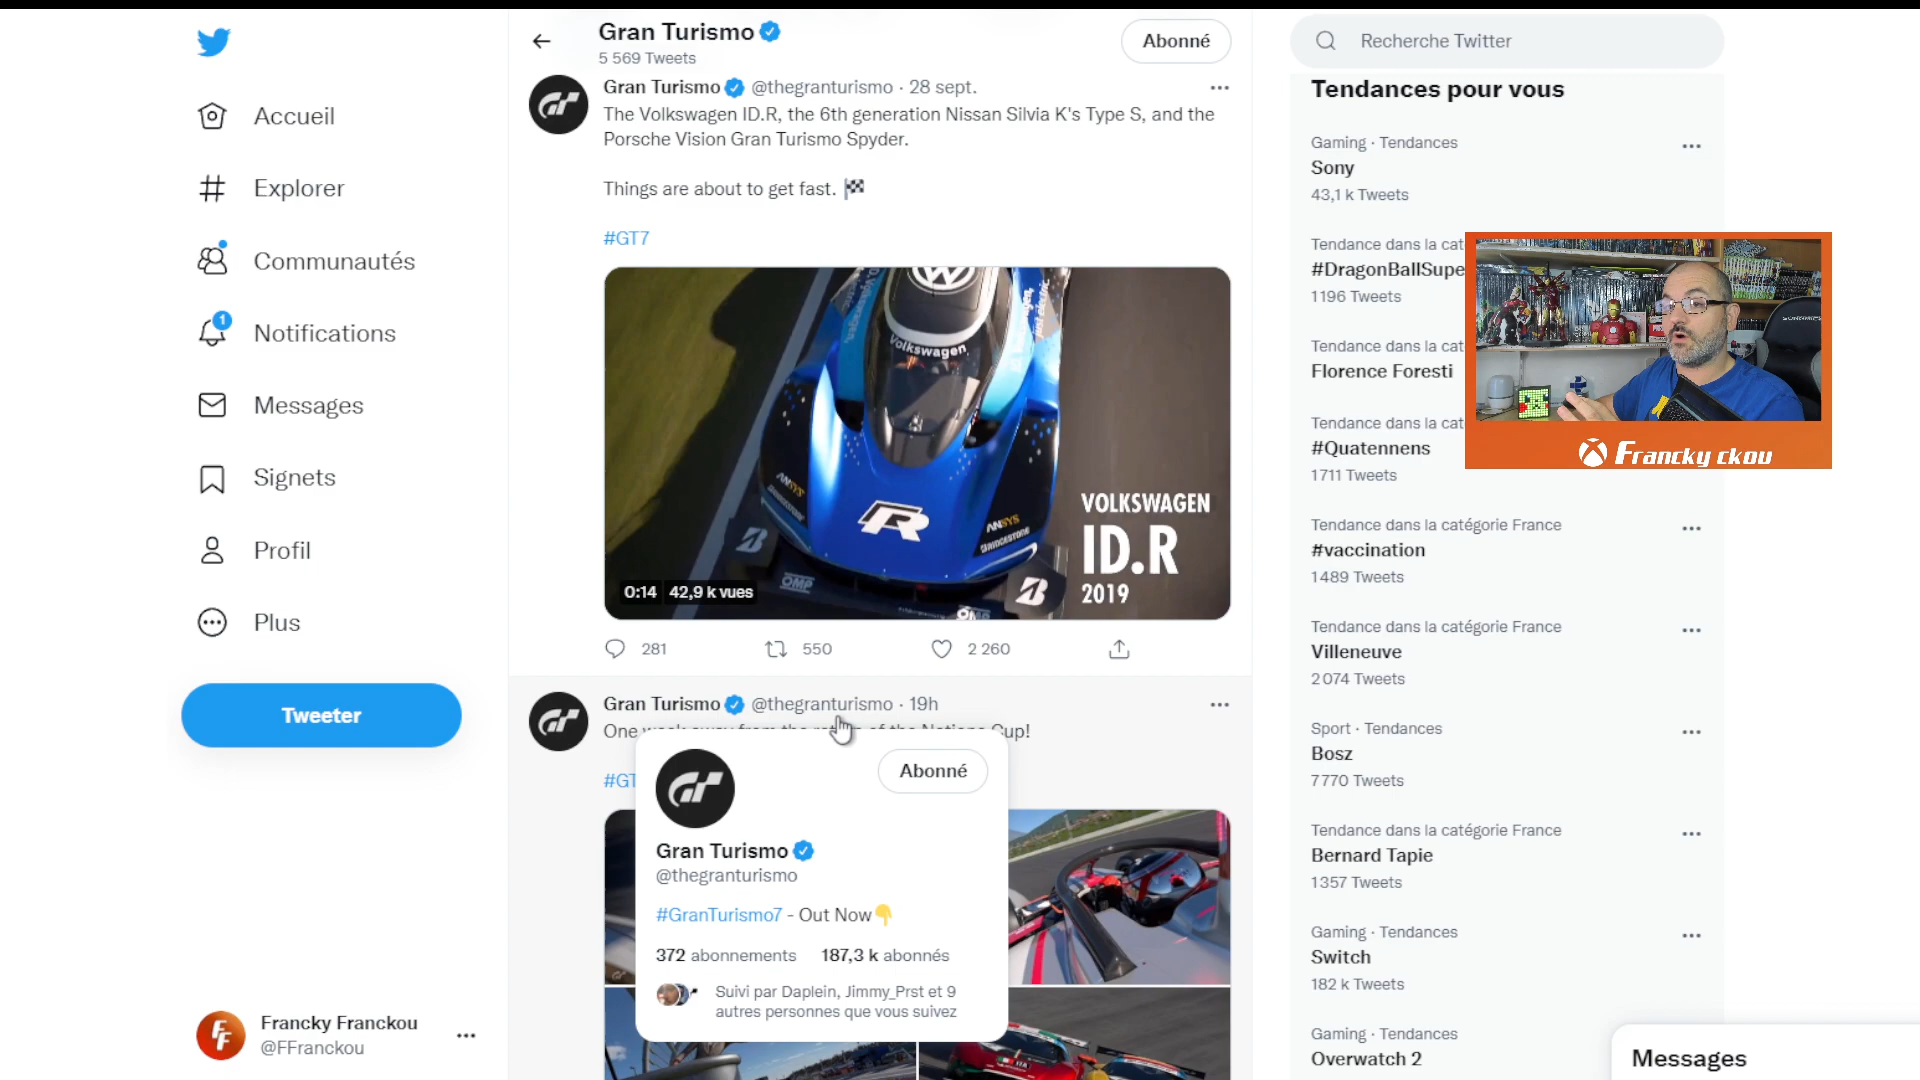 Accueil
Explorer
Communautés
1
Notifications
Messages
Signets
Profil
Plus
Tweeter
Francky Franckou
@FFranckou
Gran Turismo
5 569 Tweets
Abonné
Gran Turismo @thegranturismo · 28 sept.
The Volkswagen ID.R, the 6th generation Nissan Silvia K's Type S, and the
Porsche Vision Gran Turismo Spyder.
Things are about to get fast.
#GT7
Volkswagen
ANSYS
R
ANSYS
BRIDGESTONE
OMP
VOLKSWAGEN
ID.R
2019
0:14 42,9 k vues
281 550 2 260
Gran Turismo @thegranturismo · 19h
One week away from the return of the Nations Cup!
#GT
Abonné
Gran Turismo
@thegranturismo
#GranTurismo7 - Out Now
372 abonnements 187,3 k abonnés
Suivi par Daplein, Jimmy_Prst et 9
autres personnes que vous suivez
Recherche Twitter
Tendances pour vous
Gaming · Tendances
Sony
43,1 k Tweets
Tendance dans la cat
#DragonBallSupe
1196 Tweets
Tendance dans la cat
Florence Foresti
Tendance dans la cat
#Quatennens
1711 Tweets
Francky ckou
Tendance dans la catégorie France
#vaccination
1489 Tweets
Tendance dans la catégorie France
Villeneuve
2 074 Tweets
Sport · Tendances
Bosz
7 770 Tweets
Tendance dans la catégorie France
Bernard Tapie
1357 Tweets
Gaming · Tendances
Switch
182 k Tweets
Gaming · Tendances
Overwatch 2
Messages